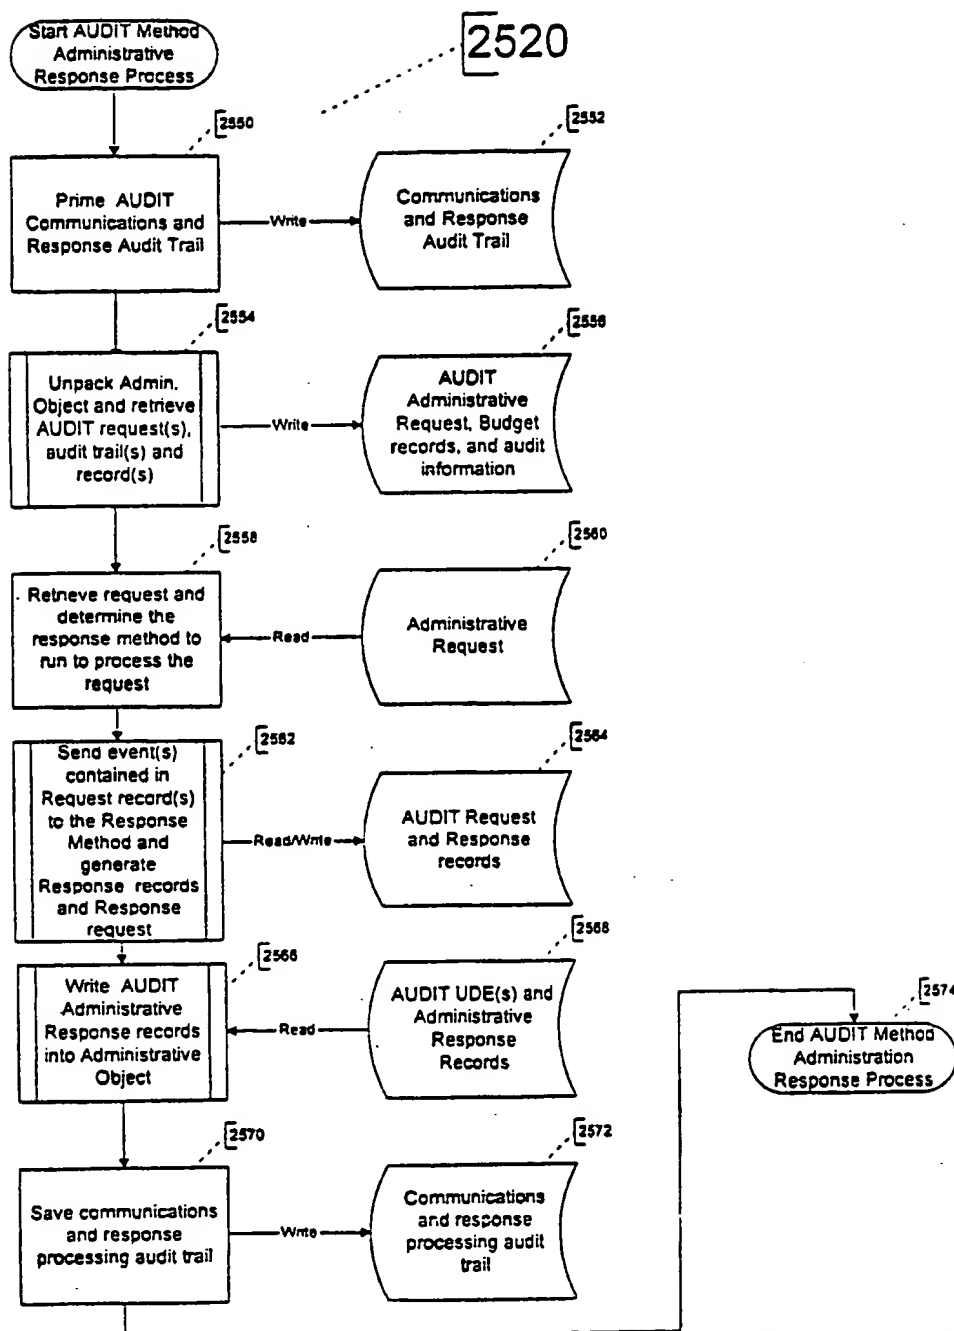 Start AUDIT Method
Administrative
Response Process
2520
2550
Prime AUDIT
Communications and
Response Audit Trail
Write
2552
Communications
and Response
Audit Trail
2554
Unpack Admin.
Object and retrieve
AUDIT request(s),
audit trail(s) and
record(s)
Write
2556
AUDIT
Administrative
Request, Budget
records, and audit
information
2558
Retrieve request and
determine the
response method to
run to process the
request
Read
2560
Administrative
Request
2562
Send event(s)
contained in
Request record(s)
to the Response
Method and
generate
Response records
and Response
request
Read/Write
2564
AUDIT Request
and Response
records
2566
Write AUDIT
Administrative
Response records
into Administrative
Object
Read
2568
AUDIT UDE(s) and
Administrative
Response
Records
2570
Save communications
and response
processing audit trail
Write
2572
Communications
and response
processing audit
trail
2574
End AUDIT Method
Administration
Response Process